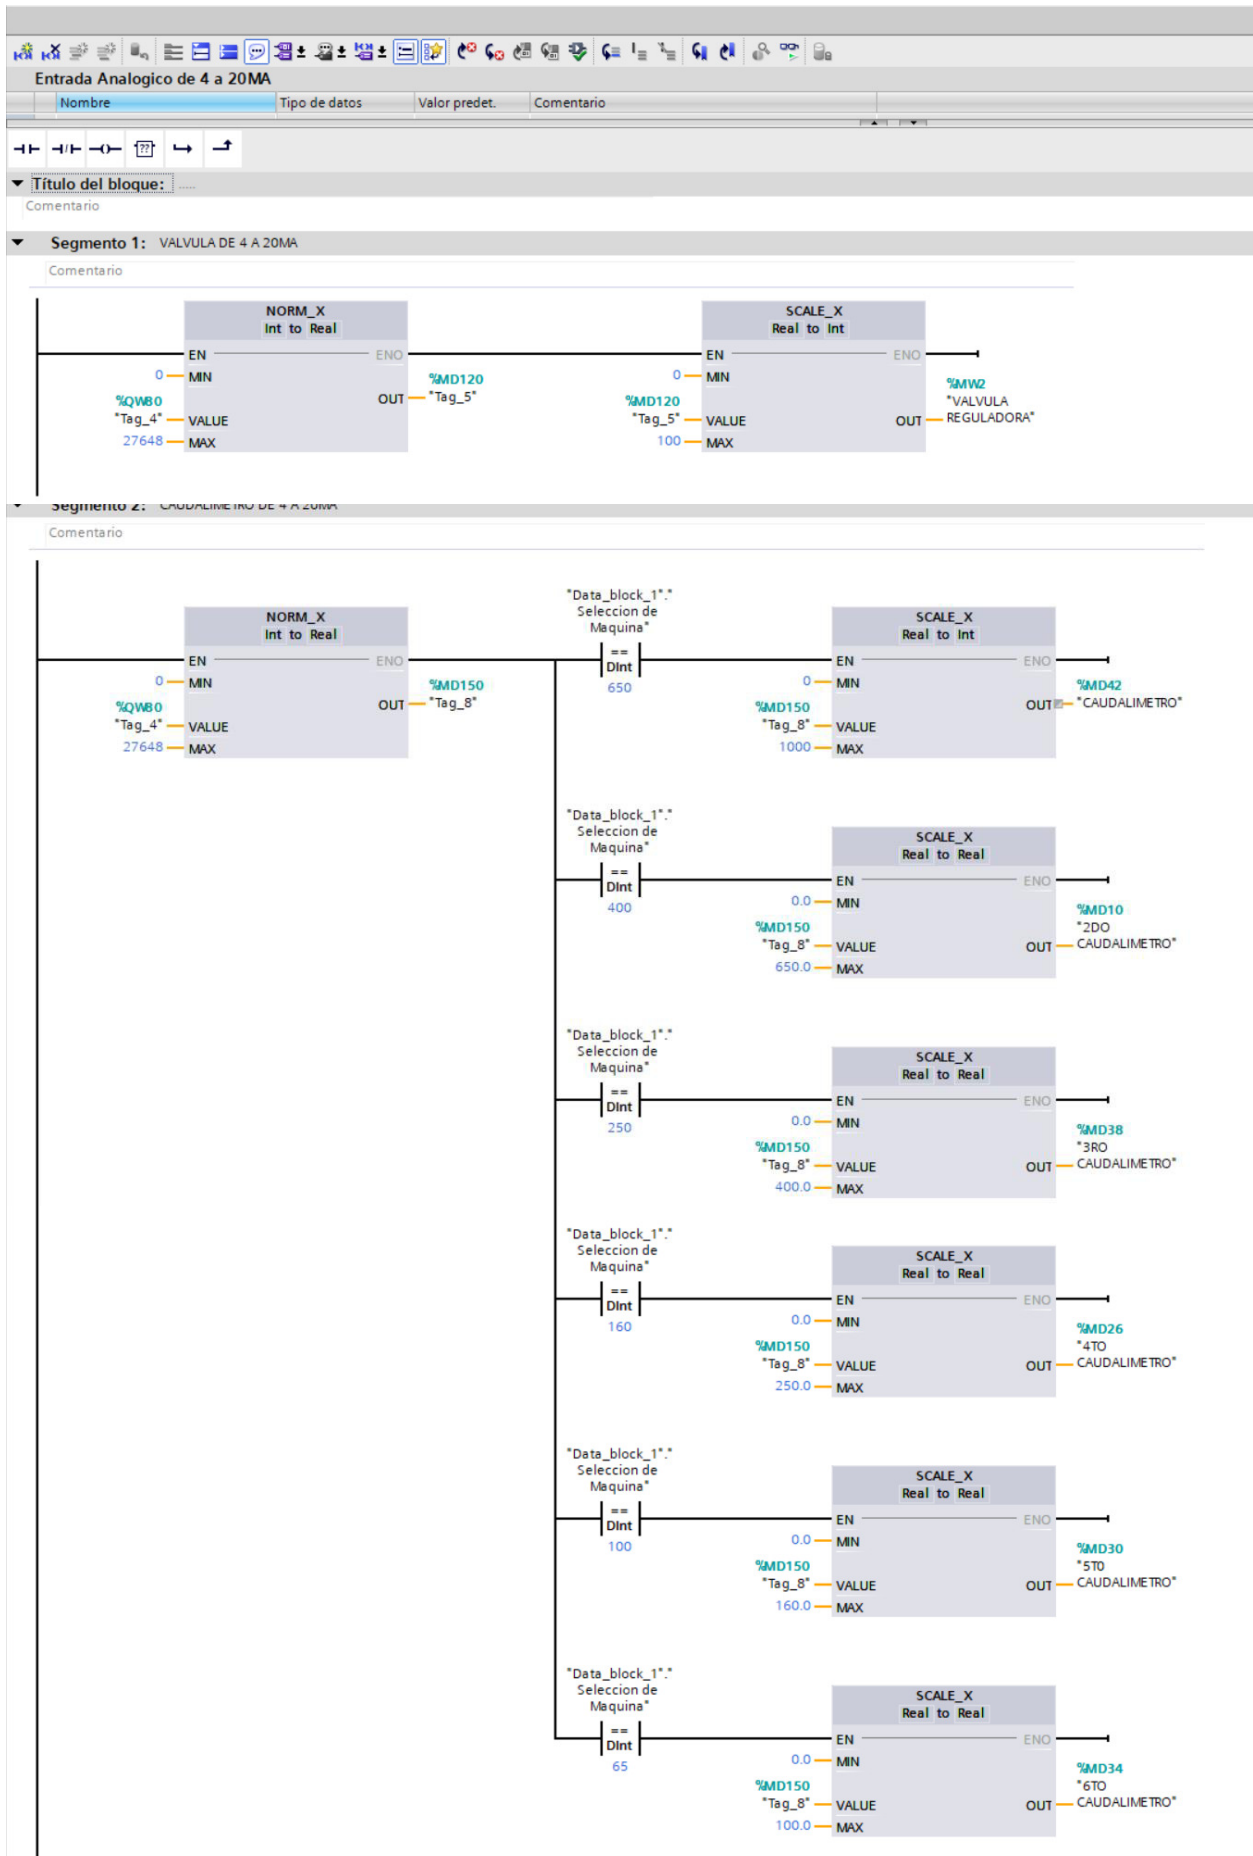 Entrada Analogico de 4 a 20MA
Nombre Tipo de datos Valor predet. Comentario
??
Título del bloque: .....
Comentario
Segmento 1: VALVULA DE 4 A 20MA
Comentario
NORM_X
Int to Real
EN ENO
0 MIN
%MD120
OUT "Tag_5"
%QW80
"Tag_4" VALUE
27648 MAX
SCALE_X
Real to Int
EN ENO
0 MIN
%MD120
"Tag_5" VALUE
100 MAX
%MW2
"VALVULA
OUT REGULADORA"
Segmento 2: CAUDALIMETRO DE 4 A 20MA
Comentario
NORM_X
Int to Real
EN ENO
0 MIN
%MD150
OUT "Tag_8"
%QW80
"Tag_4" VALUE
27648 MAX
"Data_block_1"."
Seleccion de
Maquina"
==
DInt
650
SCALE_X
Real to Int
EN ENO
0 MIN
%MD42
OUT "CAUDALIMETRO"
%MD150
"Tag_8" VALUE
1000 MAX
"Data_block_1"."
Seleccion de
Maquina"
==
DInt
400
SCALE_X
Real to Real
EN ENO
0.0 MIN
%MD150
"Tag_8" VALUE
650.0 MAX
%MD10
"2DO
OUT CAUDALIMETRO"
"Data_block_1"."
Seleccion de
Maquina"
==
DInt
250
SCALE_X
Real to Real
EN ENO
0.0 MIN
%MD150
"Tag_8" VALUE
400.0 MAX
%MD38
"3RO
OUT CAUDALIMETRO"
"Data_block_1"."
Seleccion de
Maquina"
==
DInt
160
SCALE_X
Real to Real
EN ENO
0.0 MIN
%MD150
"Tag_8" VALUE
250.0 MAX
%MD26
"4TO
OUT CAUDALIMETRO"
"Data_block_1"."
Seleccion de
Maquina"
==
DInt
100
SCALE_X
Real to Real
EN ENO
0.0 MIN
%MD150
"Tag_8" VALUE
160.0 MAX
%MD30
"5T0
OUT CAUDALIMETRO"
"Data_block_1"."
Seleccion de
Maquina"
==
DInt
65
SCALE_X
Real to Real
EN ENO
0.0 MIN
%MD150
"Tag_8" VALUE
100.0 MAX
%MD34
"6TO
OUT CAUDALIMETRO"